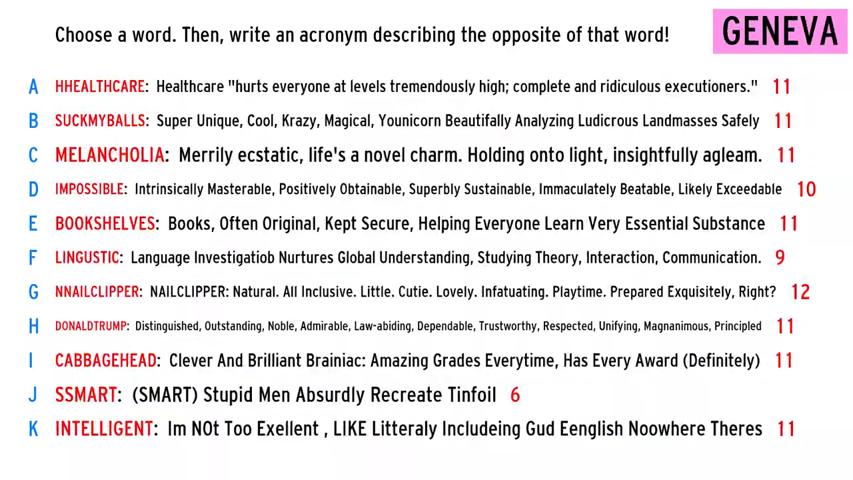 Choose a word. Then, write an acronym describing the opposite of that word! GENEVA
A HHEALTHCARE: Healthcare "hurts everyone at levels tremendously high; complete and ridiculous executioners." 11
B SUCKMYBALLS: Super Unique, Cool, Krazy, Magical, Younicorn Beautifally Analyzing Ludicrous Landmasses Safely 11
C MELANCHOLIA: Merrily ecstatic, life's a novel charm. Holding onto light, insightfully agleam. 11
D IMPOSSIBLE: Intrinsically Masterable, Positively Obtainable, Superbly Sustainable, Immaculately Beatable, Likely Exceedable 10
E BOOKSHELVES: Books, Often Original, Kept Secure, Helping Everyone Learn Very Essential Substance 11
F LINGUSTIC: Language Investigatiob Nurtures Global Understanding, Studying Theory, Interaction, Communication. 9
G NNAILCLIPPER: NAILCLIPPER: Natural. All Inclusive. Little. Cutie. Lovely. Infatuating. Playtime. Prepared Exquisitely, Right? 12
H DONALDTRUMP: Distinguished, Outstanding, Noble, Admirable, Law-abiding, Dependable, Trustworthy, Respected, Unifying, Magnanimous, Principled 11
I CABBAGEHEAD: Clever And Brilliant Brainiac: Amazing Grades Everytime, Has Every Award (Definitely) 11
J SSMART: (SMART) Stupid Men Absurdly Recreate Tinfoil 6
K INTELLIGENT: Im NOt Too Exellent , LIKE Litteraly Includeing Gud Eenglish Noowhere Theres 11